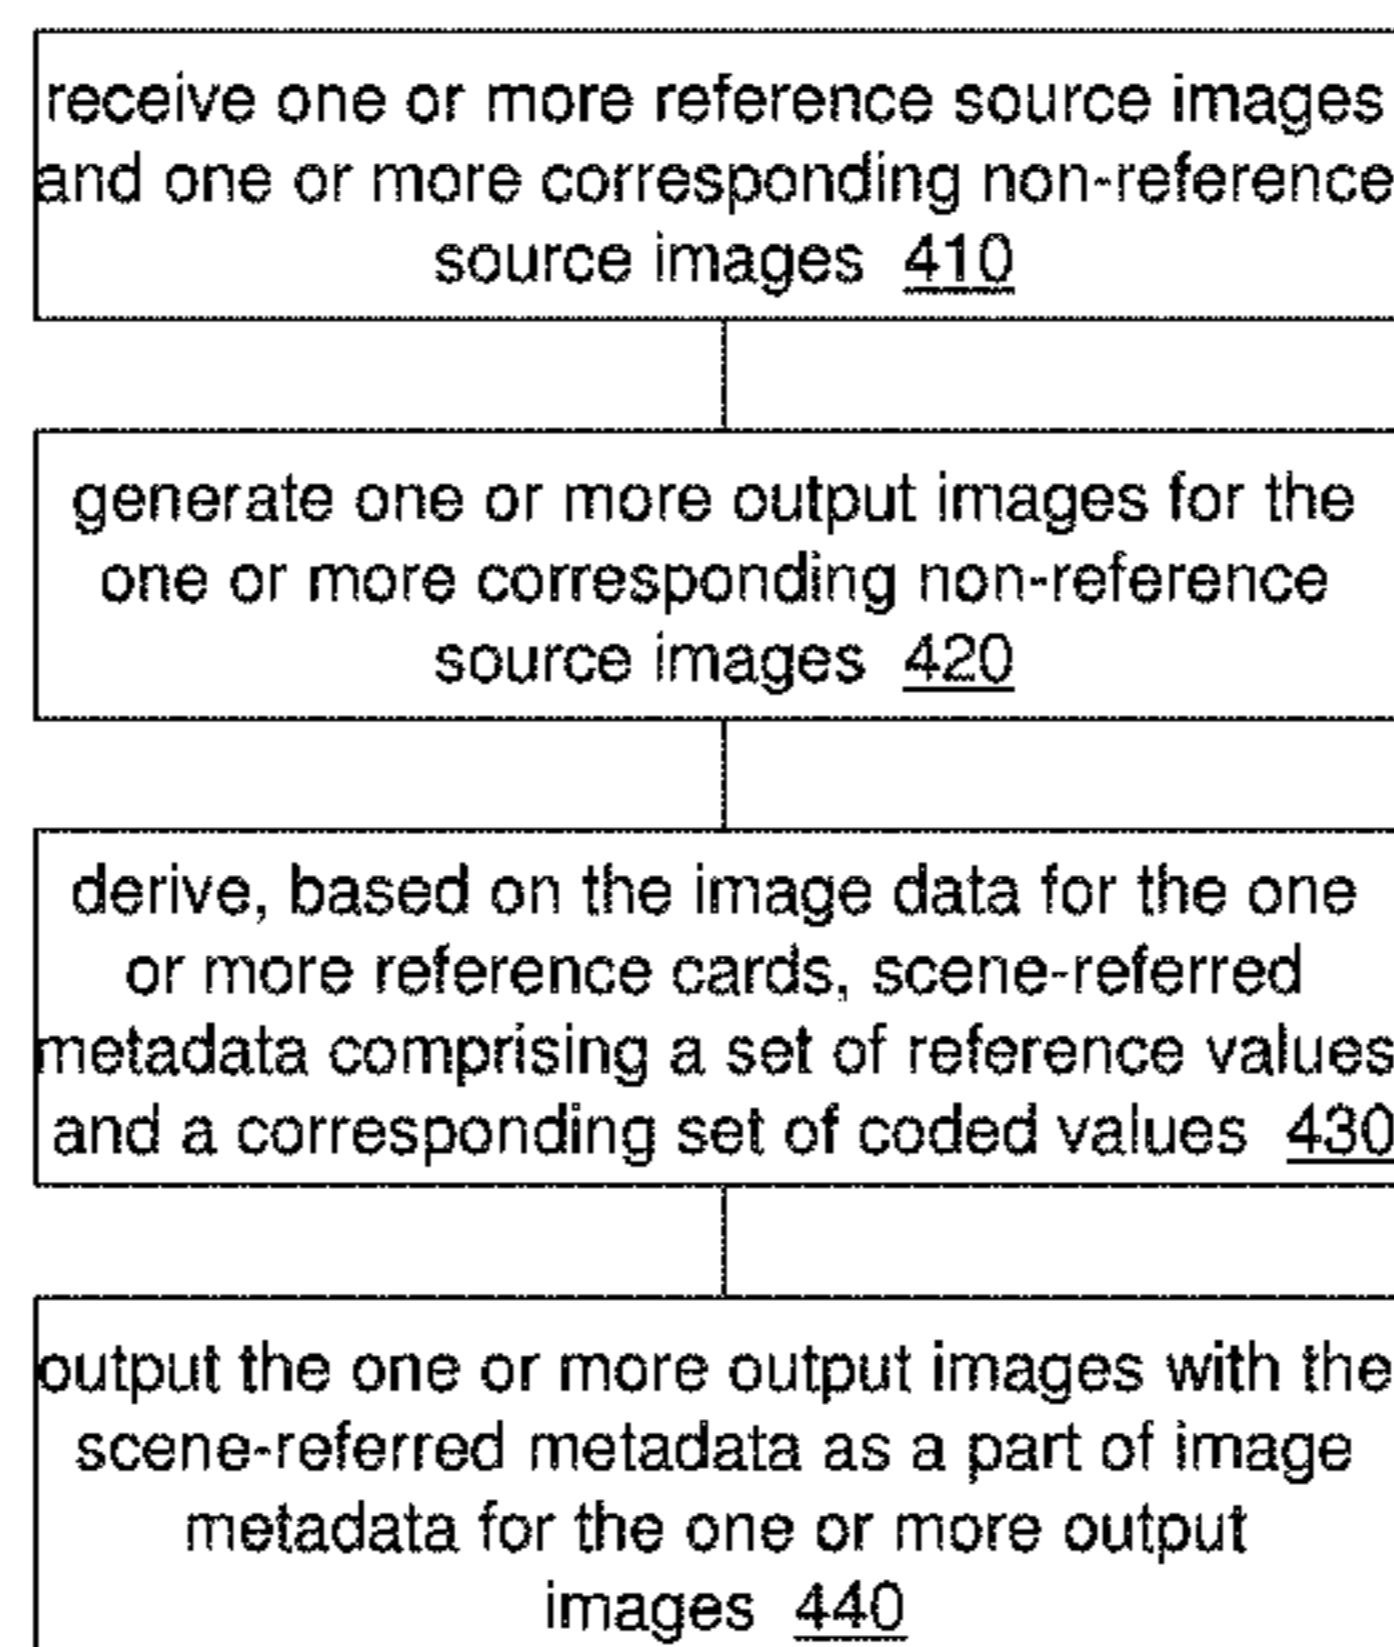 receive one or more reference source images
and one or more corresponding non-reference
source images 410
generate one or more output images for the
one or more corresponding non-reference
source images 420
derive, based on the image data for the one
or more reference cards, scene-referred
metadata comprising a set of reference values
and a corresponding set of coded values 430
output the one or more output images with the
scene-referred metadata as a part of image
metadata for the one or more output
images 440